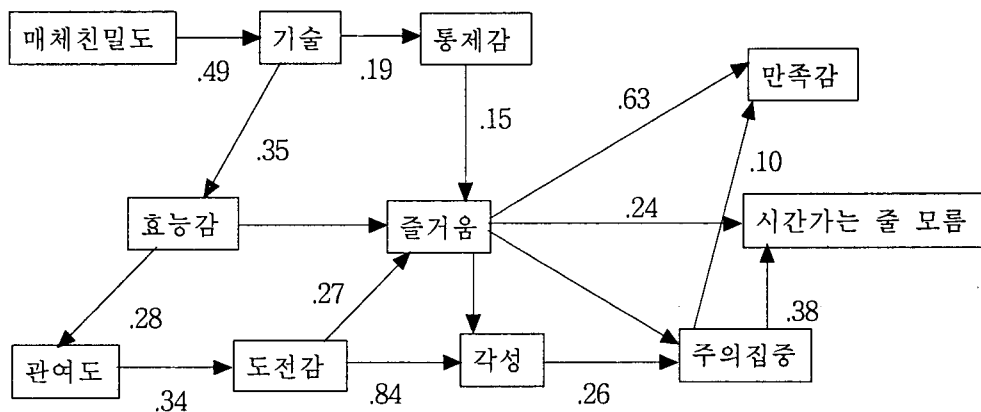 매체친밀도
기술
통제감
만족감
.49
.19
.63
.15
.10
.35
효능감
즐거움
.24
시간가는 줄 모름
.27
.28
.38
관여도
도전감
각성
주의집중
.34
.84
.26